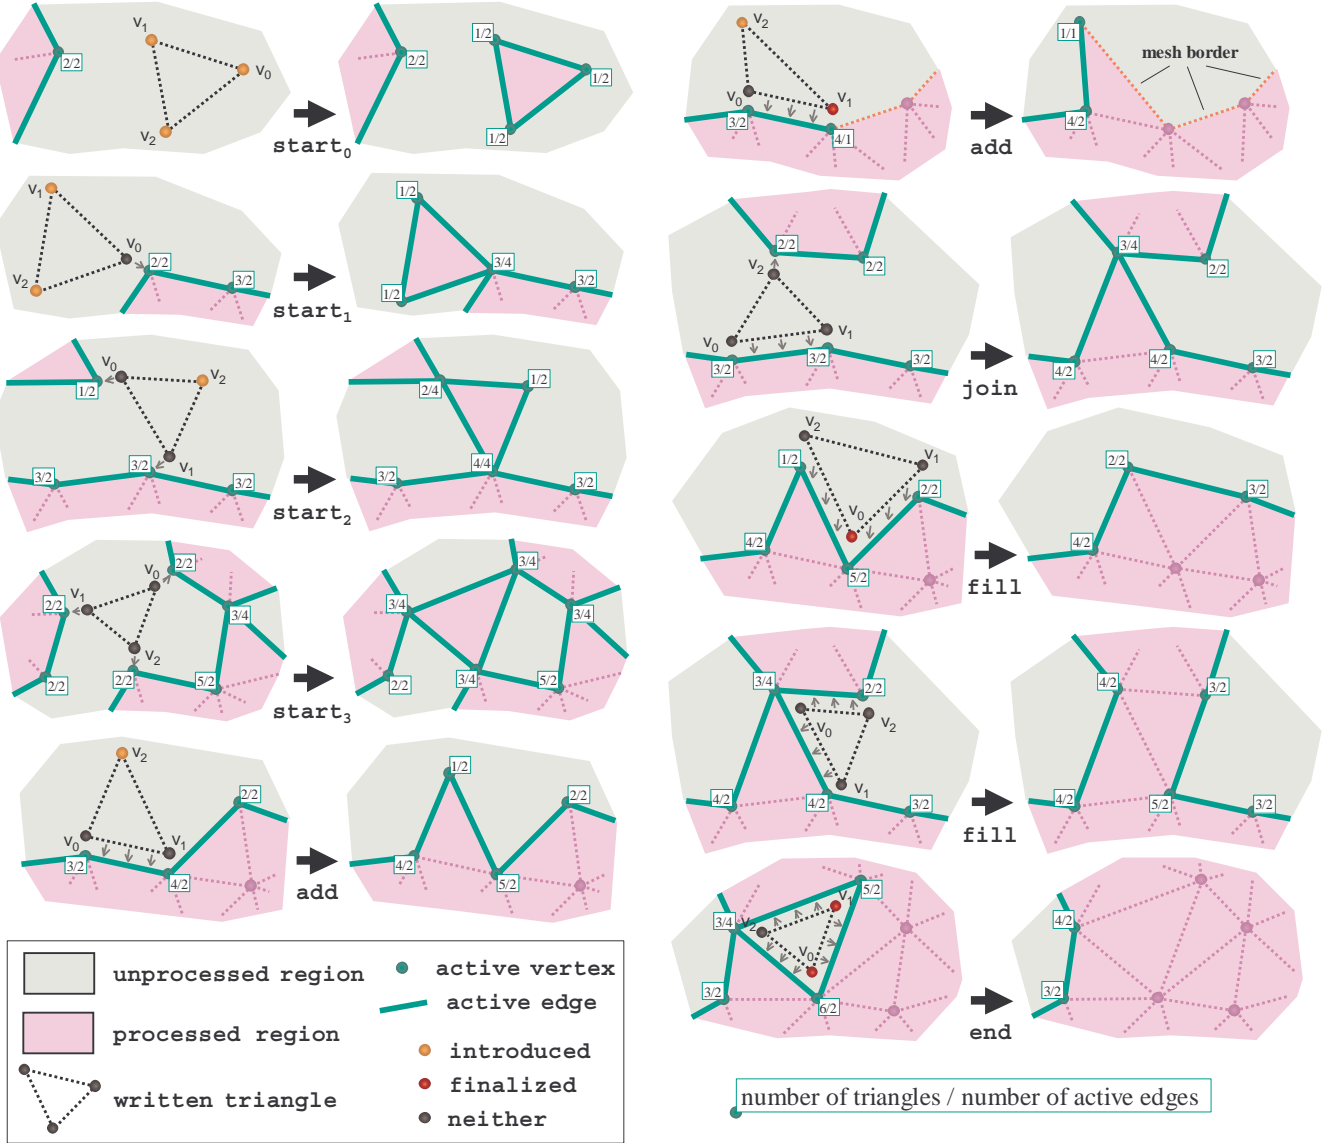 2/2
v1
v0
v2
start0
2/2
1/2
1/2
1/2
v1
v0
v2
2/2
3/2
start1
1/2
3/4
3/2
1/2
v0
v2
1/2
3/2
3/2
v1
3/2
start2
1/2
2/4
4/4
3/2
3/2
2/2
v0
v1
2/2
3/4
v2
2/2
2/2
5/2
start3
3/4
3/4
3/4
2/2
3/4
5/2
v2
2/2
v0
v1
3/2
4/2
add
1/2
2/2
4/2
5/2
v2
v0
v1
3/2
4/1
add
1/1
mesh border
4/2
2/2
2/2
v2
v0
v1
3/2
3/2
3/2
join
3/4
2/2
4/2
4/2
3/2
v2
v1
1/2
2/2
v0
4/2
5/2
fill
2/2
3/2
4/2
3/4
2/2
v0
v2
v1
4/2
4/2
3/2
fill
4/2
3/2
4/2
5/2
3/2
5/2
v1
3/4
v2
v0
3/2
6/2
end
4/2
3/2
unprocessed region
processed region
written triangle
active vertex
active edge
introduced
finalized
neither
number of triangles / number of active edges